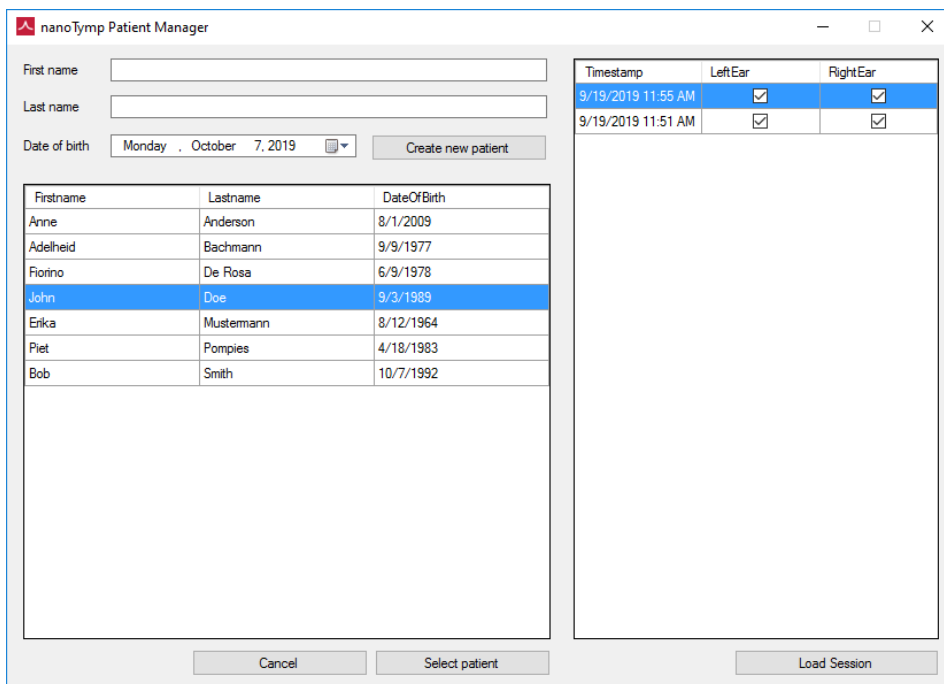 nanoTymp Patient Manager
First name
Last name
Date of birth Monday , October 7, 2019 Create new patient
Firstname Lastname DateOfBirth
Anne Anderson 8/1/2009
Adelheid Bachmann 9/9/1977
Fiorino De Rosa 6/9/1978
John Doe 9/3/1989
Erika Mustermann 8/12/1964
Piet Pompies 4/18/1983
Bob Smith 10/7/1992
Cancel Select patient
Timestamp LeftEar RightEar
9/19/2019 11:55 AM
9/19/2019 11:51 AM
Load Session